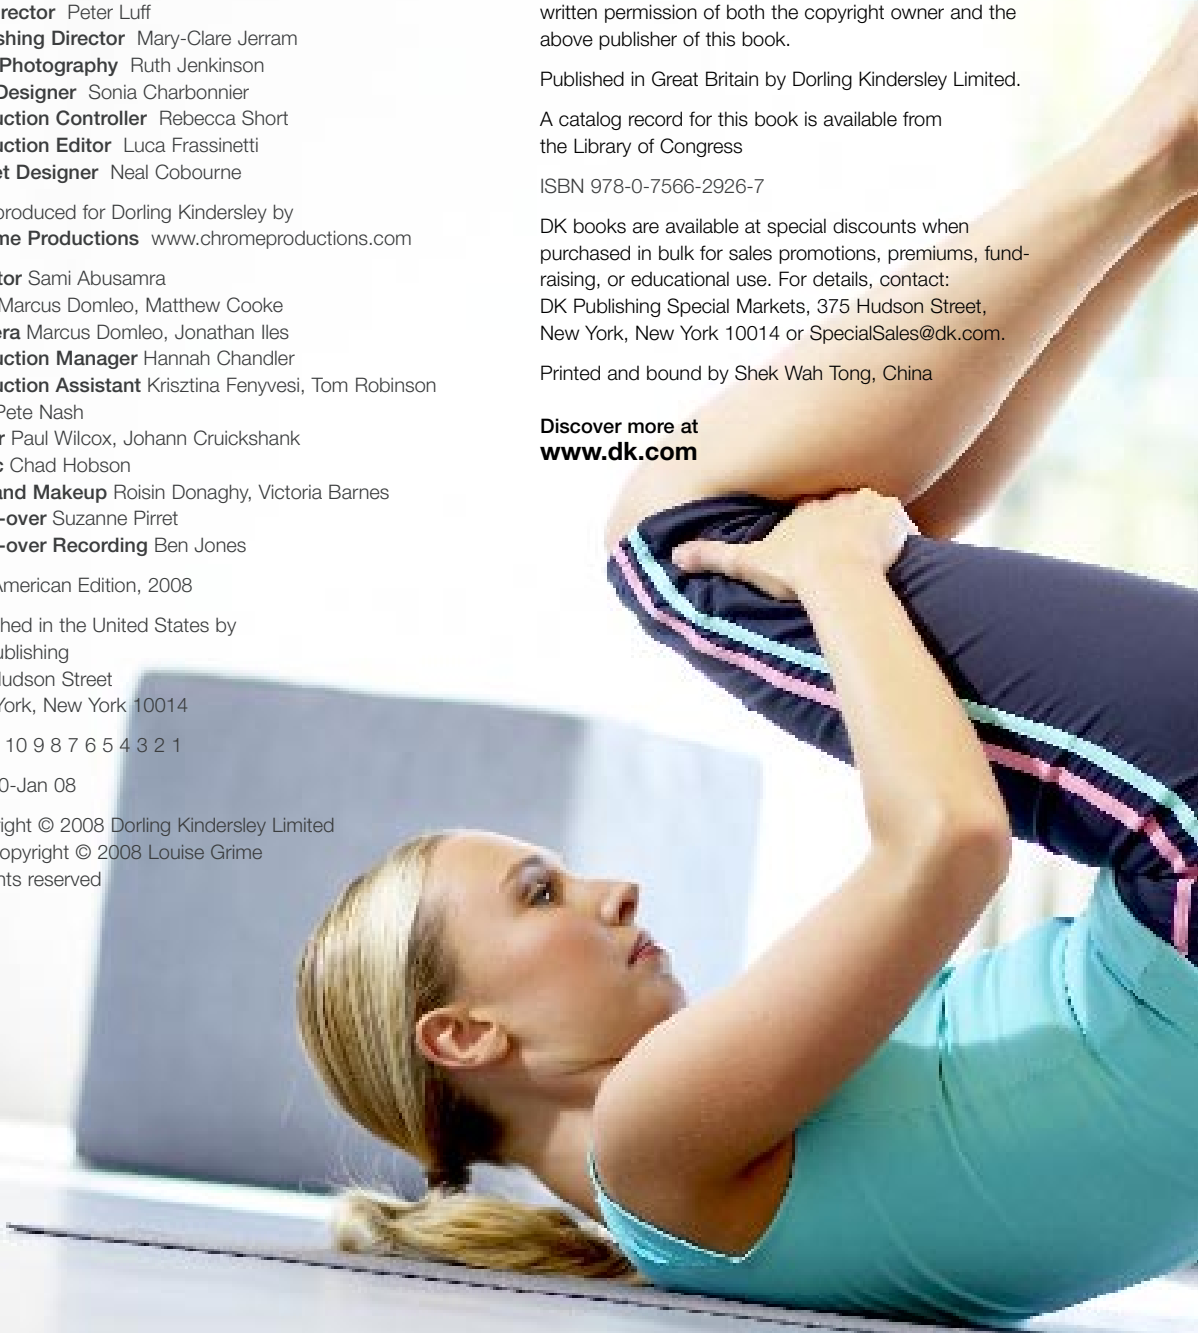 rector Peter Luff
shing Director Mary-Clare Jerram
Photography Ruth Jenkinson
Designer Sonia Charbonnier
uction Controller Rebecca Short
uction Editor Luca Frassinetti
et Designer Neal Cobourne
produced for Dorling Kindersley by
me Productions www.chromeproductions.com
tor Sami Abusamra
Marcus Domleo, Matthew Cooke
era Marcus Domleo, Jonathan Iles
uction Manager Hannah Chandler
uction Assistant Krisztina Fenyvesi, Tom Robinson
Pete Nash
r Paul Wilcox, Johann Cruickshank
c Chad Hobson
and Makeup Roisin Donaghy, Victoria Barnes
-over Suzanne Pirret
-over Recording Ben Jones
American Edition, 2008
hed in the United States by
ublishing
Hudson Street
York, New York 10014
10 9 8 7 6 5 4 3 2 1
0-Jan 08
right © 2008 Dorling Kindersley Limited
opyright © 2008 Louise Grime
hts reserved
written permission of both the copyright owner and the
above publisher of this book.
Published in Great Britain by Dorling Kindersley Limited.
A catalog record for this book is available from
the Library of Congress
ISBN 978-0-7566-2926-7
DK books are available at special discounts when
purchased in bulk for sales promotions, premiums, fund-
raising, or educational use. For details, contact:
DK Publishing Special Markets, 375 Hudson Street,
New York, New York 10014 or SpecialSales@dk.com.
Printed and bound by Shek Wah Tong, China
Discover more at
www.dk.com